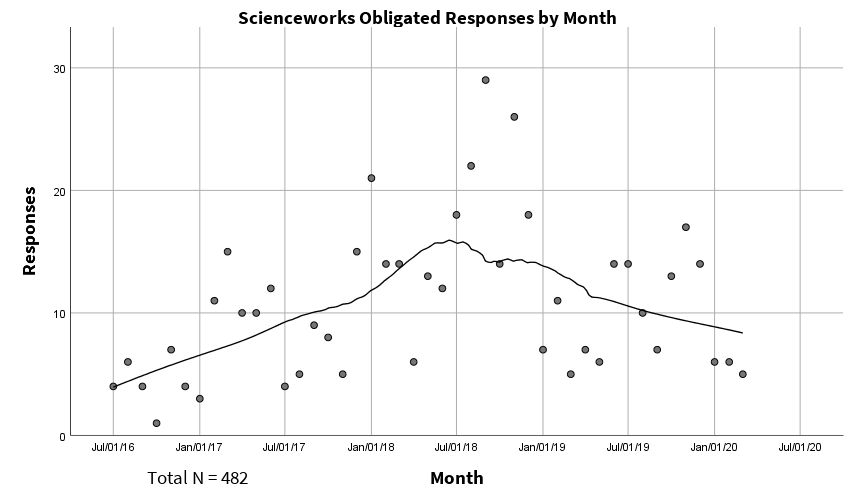 Scienceworks Obligated Responses by Month
Responses
30
20
10
0
Jul/01/16 Jan/01/17 Jul/01/17 Jan/01/18 Jul/01/18 Jan/01/19 Jul/01/19 Jan/01/20 Jul/01/20
Total N = 482 Month